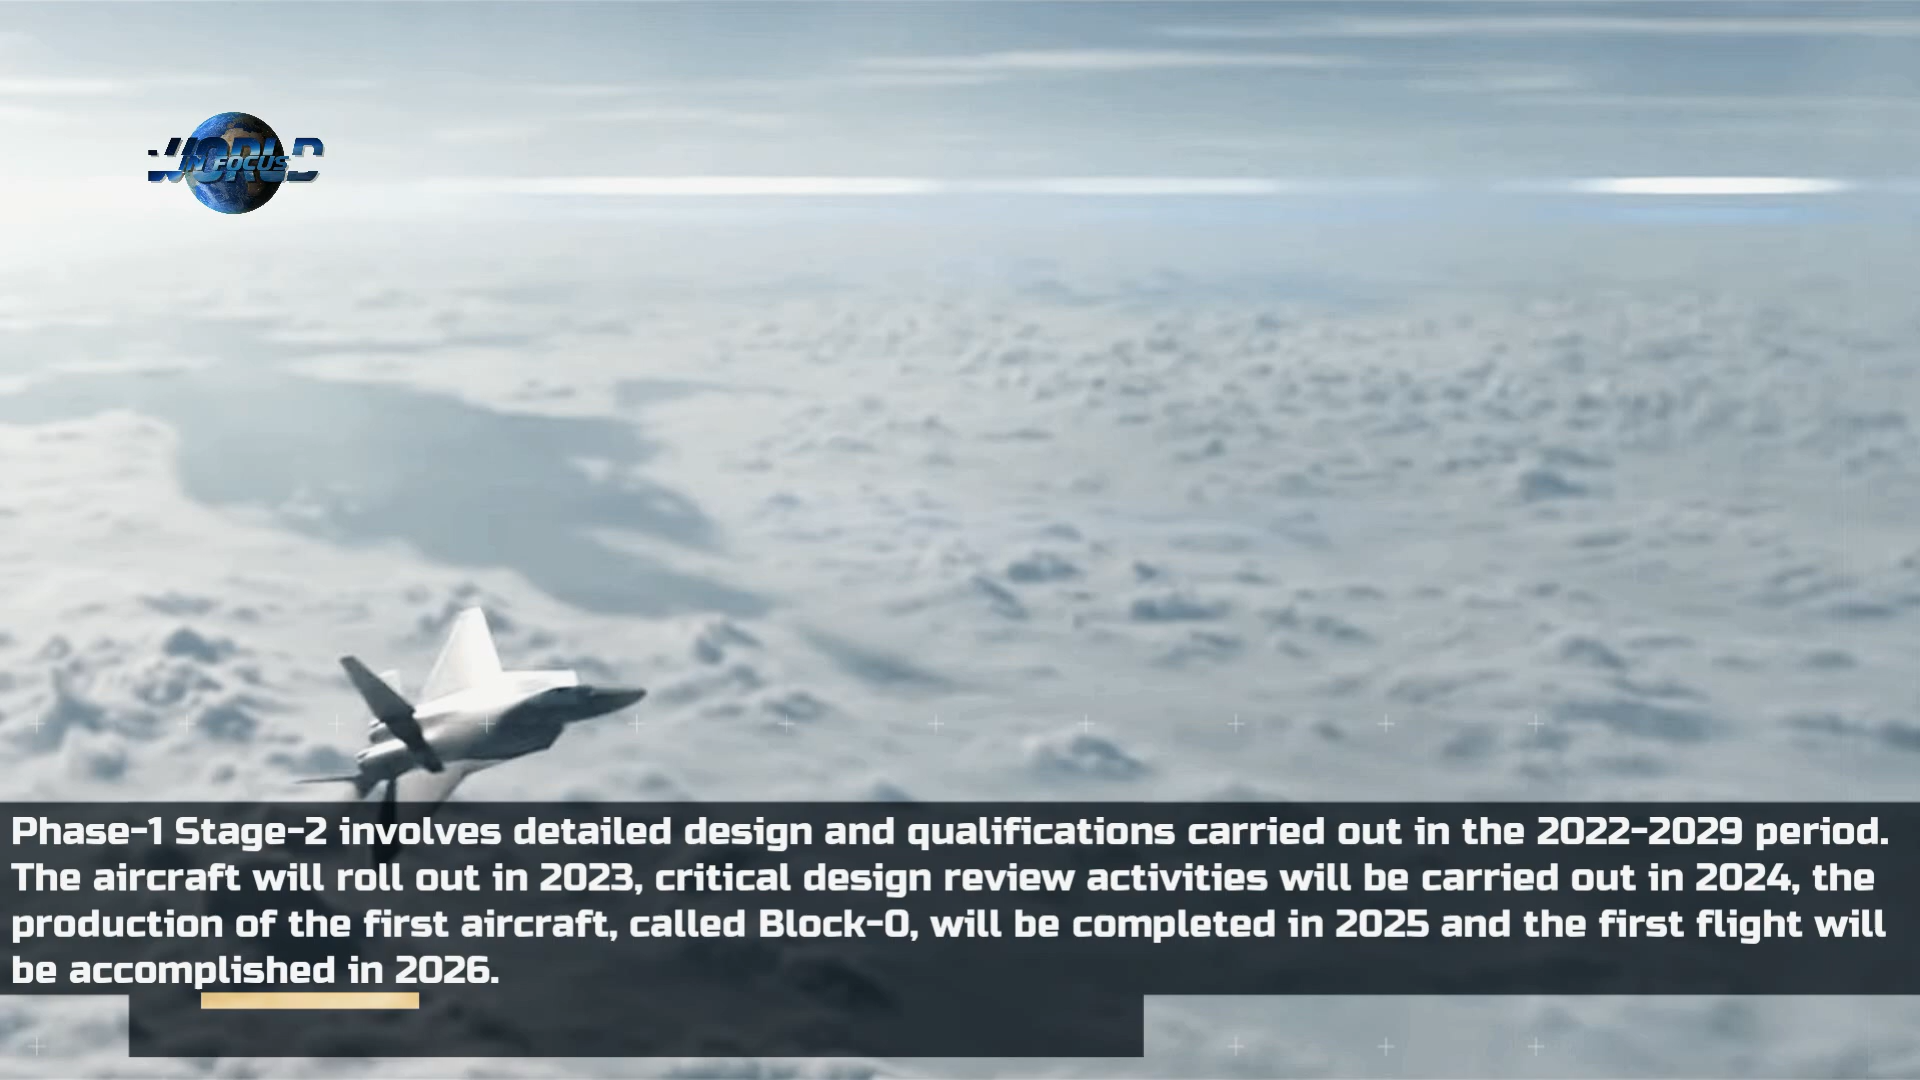 WORLD
IN FOCUS
Phase-1 Stage-2 involves detailed design and qualifications carried out in the 2022-2029 period.
The aircraft will roll out in 2023, critical design review activities will be carried out in 2024, the
production of the first aircraft, called Block-0, will be completed in 2025 and the first flight will
be accomplished in 2026.